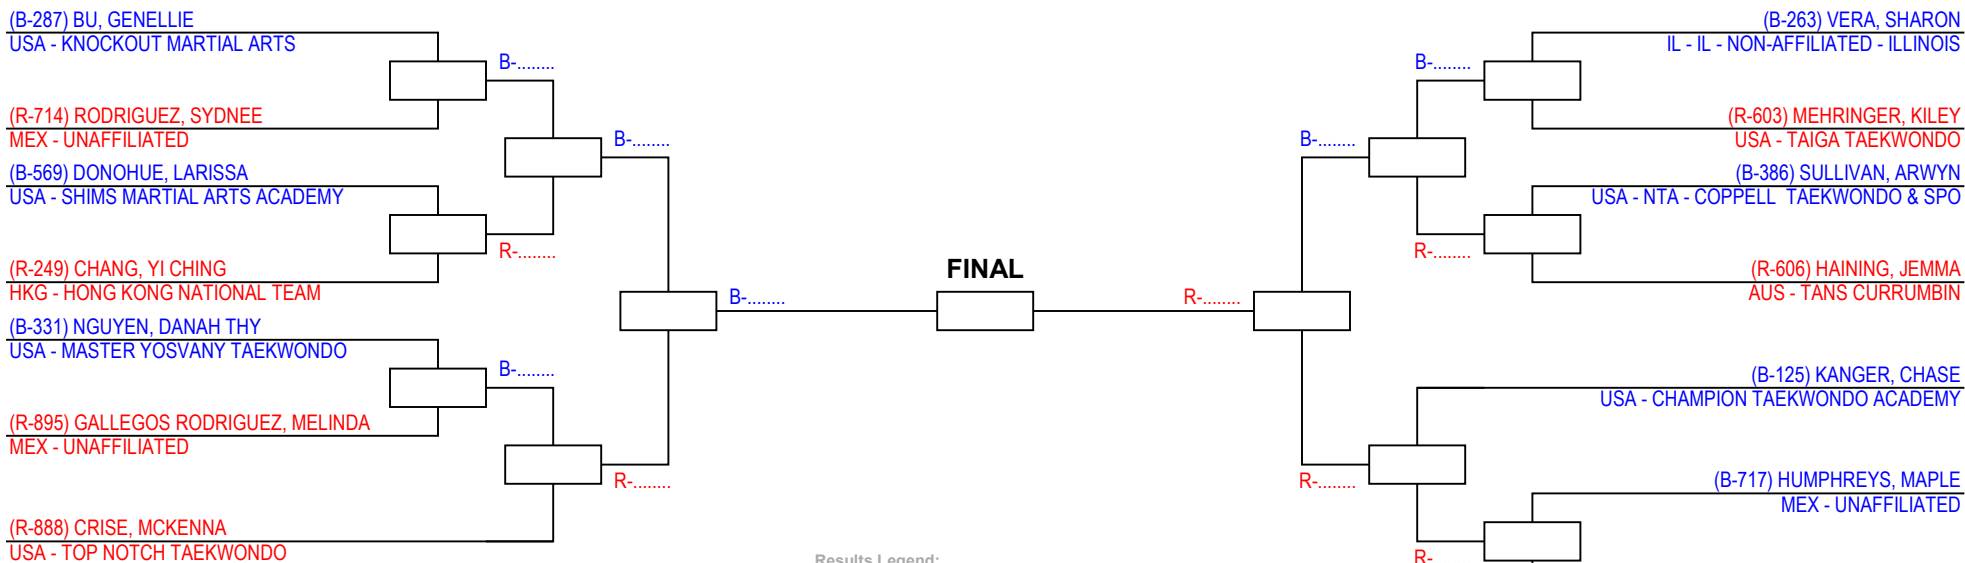 (B-287) BU, GENELLIE
USA - KNOCKOUT MARTIAL ARTS
B-........
(R-714) RODRIGUEZ, SYDNEE
MEX - UNAFFILIATED
B-........
(B-569) DONOHUE, LARISSA
USA - SHIMS MARTIAL ARTS ACADEMY
R-........
(R-249) CHANG, YI CHING
HKG - HONG KONG NATIONAL TEAM
B-........
(B-331) NGUYEN, DANAH THY
USA - MASTER YOSVANY TAEKWONDO
B-........
(R-895) GALLEGOS RODRIGUEZ, MELINDA
MEX - UNAFFILIATED
R-........
(R-888) CRISE, MCKENNA
USA - TOP NOTCH TAEKWONDO
FINAL
Results Legend:
(B-263) VERA, SHARON
IL - IL - NON-AFFILIATED - ILLINOIS
B-........
(R-603) MEHRINGER, KILEY
USA - TAIGA TAEKWONDO
B-........
(B-386) SULLIVAN, ARWYN
USA - NTA - COPPELL TAEKWONDO & SPO
R-........
(R-606) HAINING, JEMMA
AUS - TANS CURRUMBIN
R-........
(B-125) KANGER, CHASE
USA - CHAMPION TAEKWONDO ACADEMY
R-........
(B-717) HUMPHREYS, MAPLE
MEX - UNAFFILIATED
R-